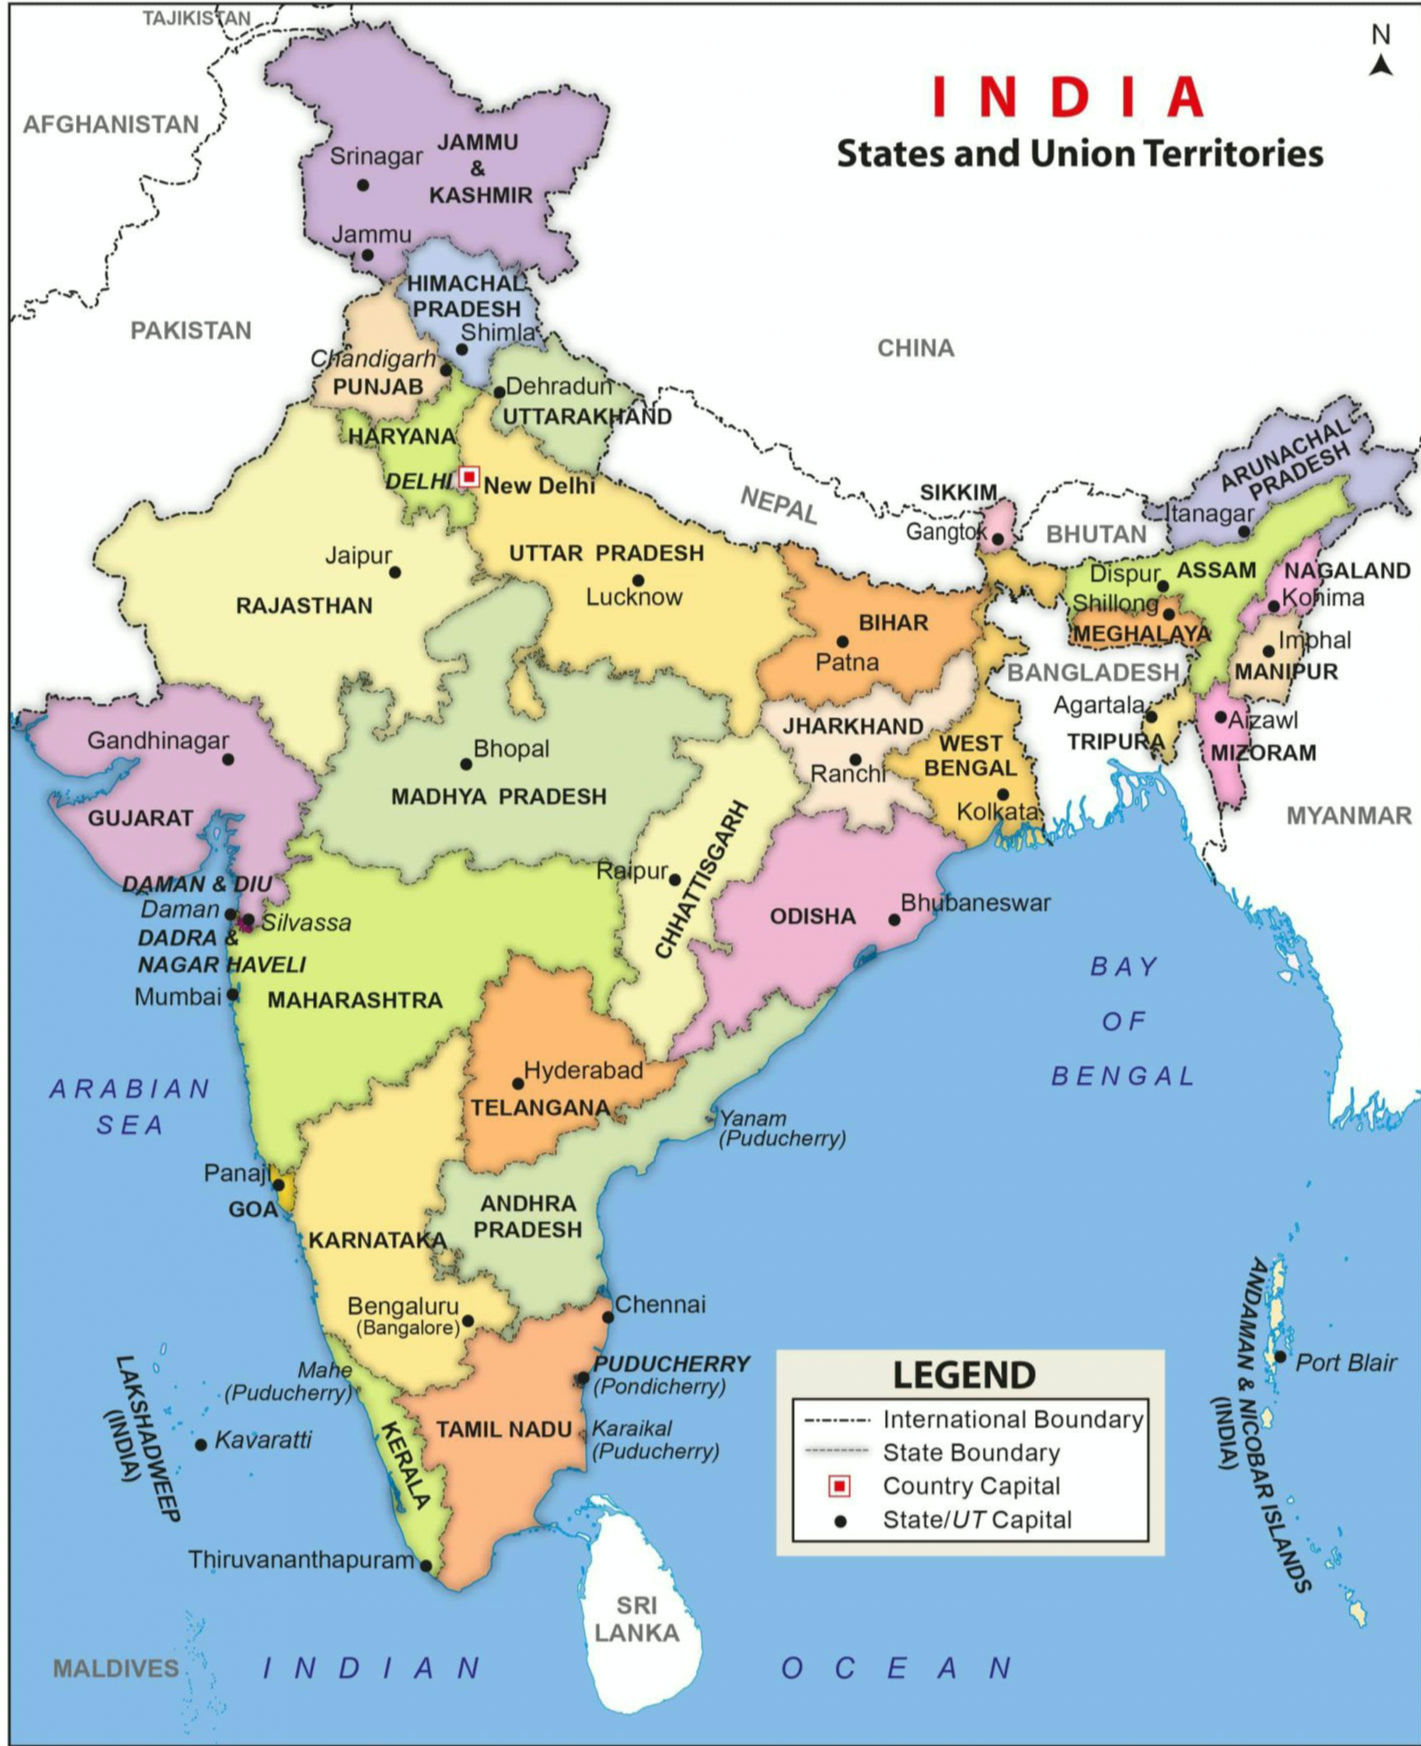 TAJIKISTAN
N
INDIA
States and Union Territories
AFGHANISTAN
JAMMU
&
KASHMIR
Srinagar
Jammu
HIMACHAL
PRADESH
Shimla
PAKISTAN
CHINA
Chandigarh
PUNJAB
Dehradun
UTTARAKHAND
HARYANA
DELHI
New Delhi
NEPAL
SIKKIM
Gangtok
BHUTAN
ARUNACHAL
PRADESH
Itanagar
Jaipur
RAJASTHAN
UTTAR PRADESH
Lucknow
BIHAR
Patna
Dispur
ASSAM
NAGALAND
Kohima
Shillong
MEGHALAYA
Imphal
MANIPUR
BANGLADESH
Agartala
TRIPURA
Aizawl
MIZORAM
MYANMAR
Gandhinagar
GUJARAT
Bhopal
MADHYA PRADESH
JHARKHAND
Ranchi
WEST
BENGAL
Kolkata
CHHATTISGARH
Raipur
ODISHA
Bhubaneswar
DAMAN & DIU
Daman
Silvassa
DADRA &
NAGAR HAVELI
Mumbai
MAHARASHTRA
BAY
OF
BENGAL
ARABIAN
SEA
Hyderabad
TELANGANA
Yanam
(Puducherry)
Panaji
GOA
ANDHRA
PRADESH
KARNATAKA
Bengaluru
(Bangalore)
Chennai
Mahe
(Puducherry)
PUDUCHERRY
(Pondicherry)
TAMIL NADU
Karaikal
(Puducherry)
KERALA
LAKSHADWEEP
(INDIA)
Kavaratti
Thiruvananthapuram
ANDAMAN & NICOBAR ISLANDS
(INDIA)
Port Blair
LEGEND
International Boundary
State Boundary
Country Capital
State/UT Capital
SRI
LANKA
MALDIVES
INDIAN OCEAN